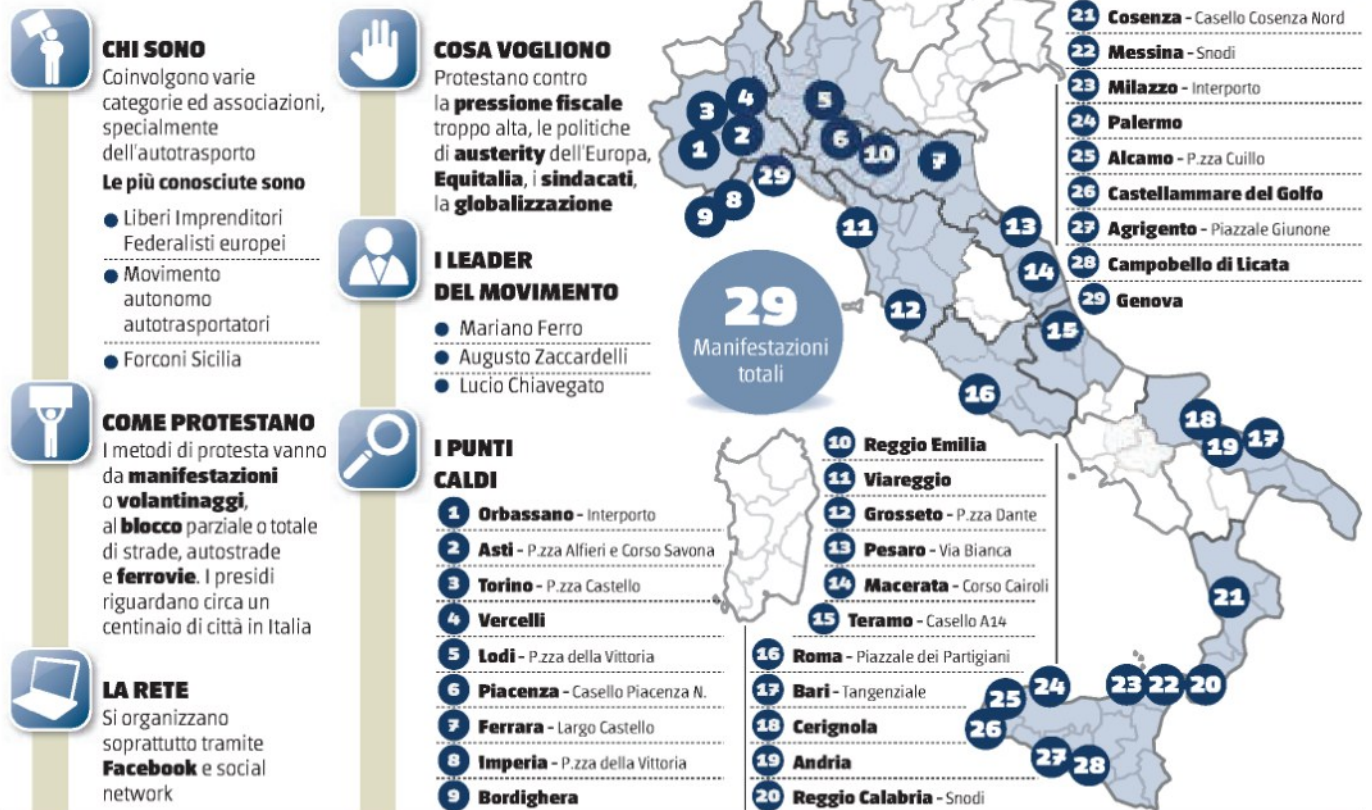 CHI SONO
Coinvolgono varie
categorie ed associazioni,
specialmente
dell'autotrasporto
Le più conosciute sono
● Liberi Imprenditori
Federalisti europei
● Movimento
autonomo
autotrasportatori
● Forconi Sicilia
COME PROTESTANO
I metodi di protesta vanno
da manifestazioni
o volantinaggi,
al blocco parziale o totale
di strade, autostrade
e ferrovie. I presidi
riguardano circa un
centinaio di città in Italia
LA RETE
Si organizzano
soprattutto tramite
Facebook e social
network
COSA VOGLIONO
Protestano contro
la pressione fiscale
troppo alta, le politiche
di austerity dell'Europa,
Equitalia, i sindacati,
la globalizzazione
I LEADER
DEL MOVIMENTO
● Mariano Ferro
● Augusto Zaccardelli
● Lucio Chiavegato
I PUNTI
CALDI
1 Orbassano - Interporto
2 Asti - P.zza Alfieri e Corso Savona
3 Torino - P.zza Castello
4 Vercelli
5 Lodi - P.zza della Vittoria
6 Piacenza - Casello Piacenza N.
7 Ferrara - Largo Castello
8 Imperia - P.zza della Vittoria
9 Bordighera
10 Reggio Emilia
11 Viareggio
12 Grosseto - P.zza Dante
13 Pesaro - Via Bianca
14 Macerata - Corso Cairoli
15 Teramo - Casello A14
16 Roma - Piazzale dei Partigiani
17 Bari - Tangenziale
18 Cerignola
19 Andria
20 Reggio Calabria - Snodi
21 Cosenza - Casello Cosenza Nord
22 Messina - Snodi
23 Milazzo - Interporto
24 Palermo
25 Alcamo - P.zza Cuillo
26 Castellammare del Golfo
27 Agrigento - Piazzale Giunone
28 Campobello di Licata
29 Genova
29
Manifestazioni
totali
4
3
5
2
1
6
10
7
29
8
9
11
13
14
12
15
16
18
17
19
21
25
24
23
22
20
26
27
28